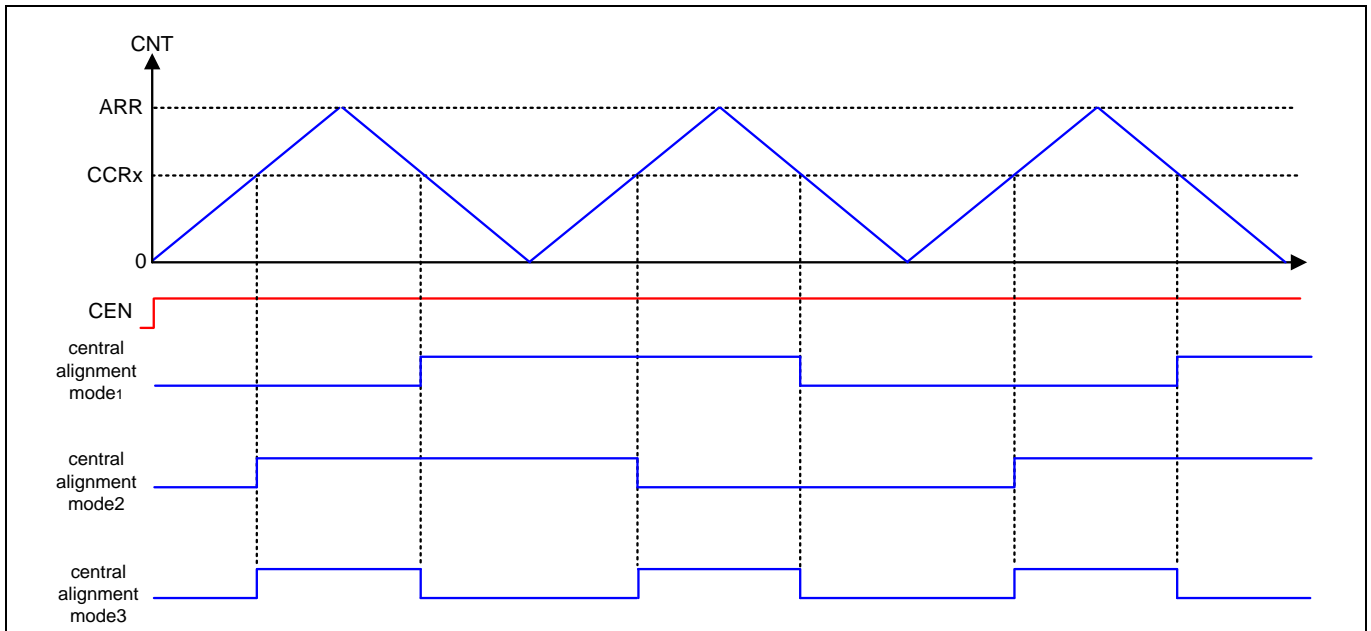 CNT
ARR
CCRx
0
CEN
central
alignment
mode1
central
alignment
mode2
central
alignment
mode3